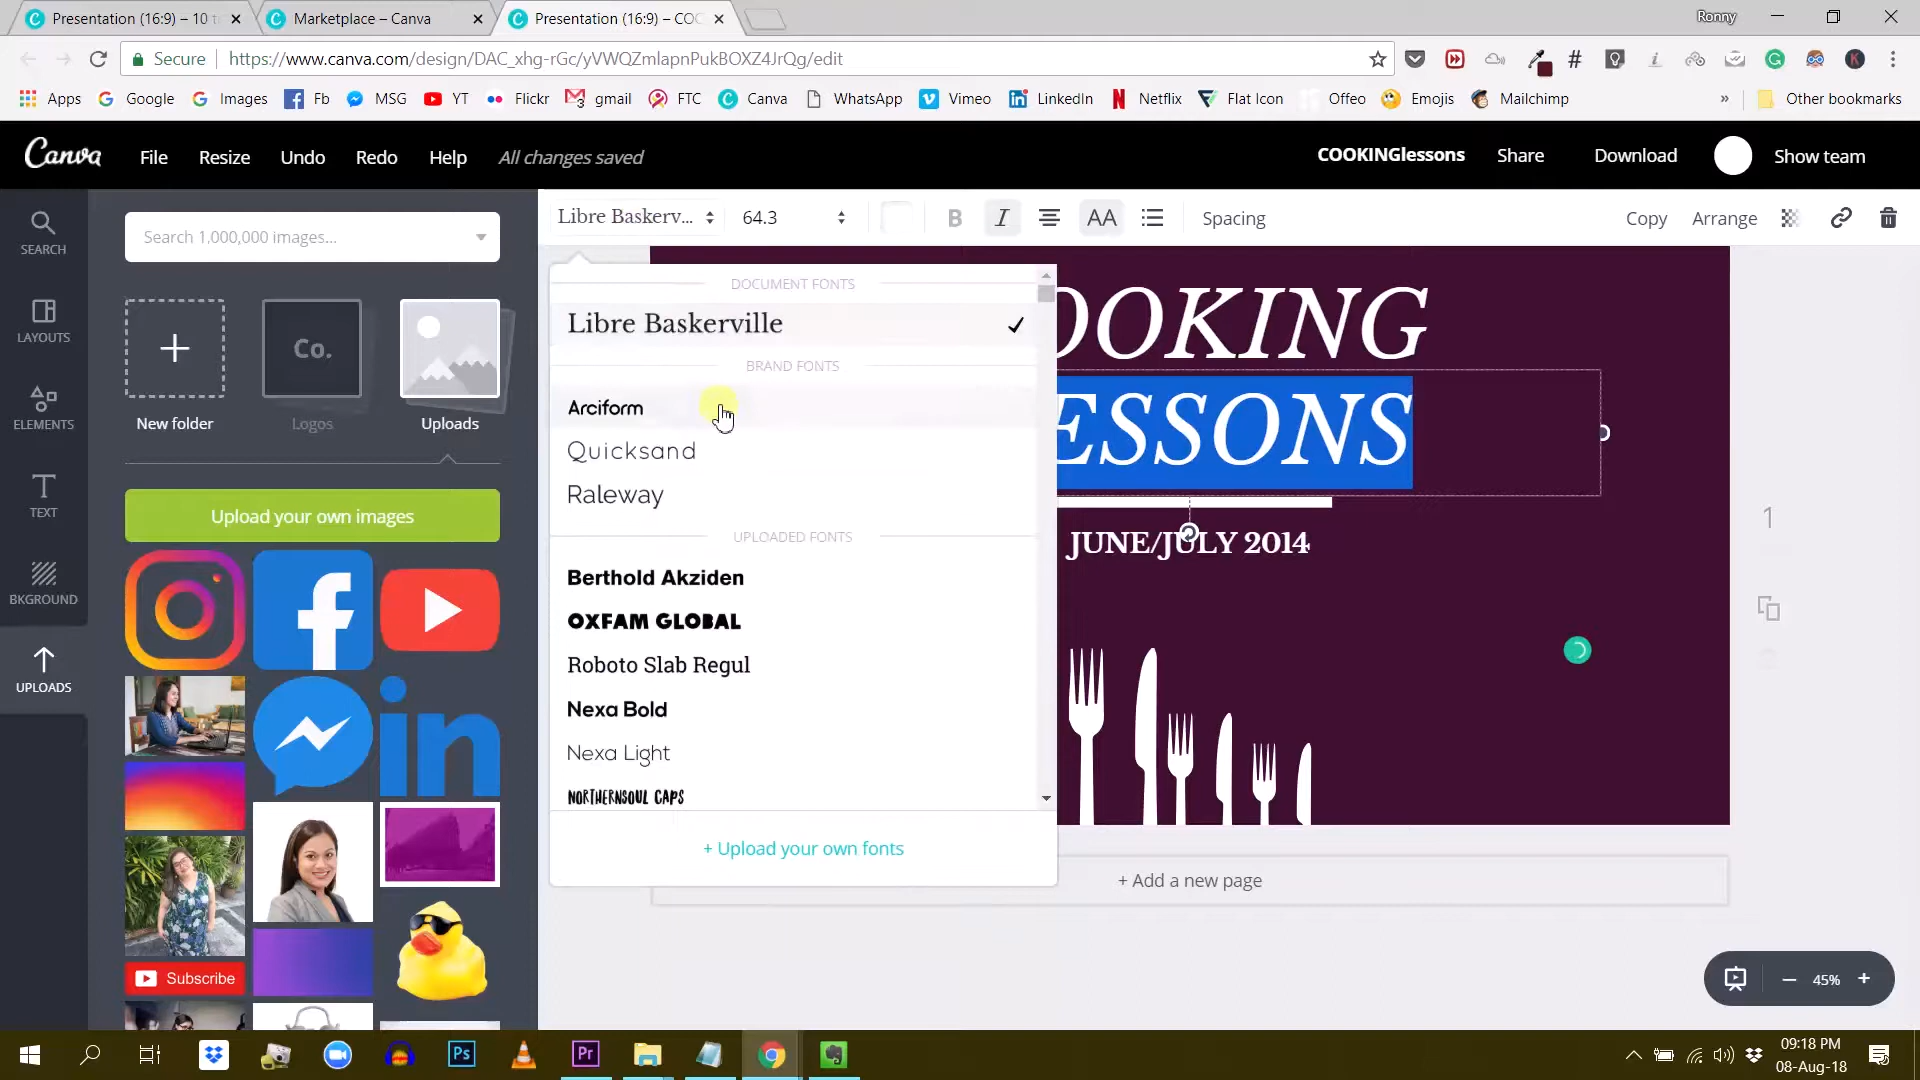 Presentation (16:9) – 10 t
Marketplace – Canva
Presentation (16:9) – COO
Ronny
Secure
https://www.canva.com/design/DAC_xhg-rGc/yVWQZmlapnPukBOXZ4JrQg/edit
Apps
Google
Images
Fb
MSG
YT
Flickr
gmail
FTC
Canva
WhatsApp
Vimeo
LinkedIn
Netflix
Flat Icon
Offeo
Emojis
Mailchimp
»
Other bookmarks
Canva
File
Resize
Undo
Redo
Help
All changes saved
COOKINGlessons
Share
Download
Show team
SEARCH
LAYOUTS
ELEMENTS
TEXT
BKGROUND
UPLOADS
Search 1,000,000 images...
Co.
New folder
Logos
Uploads
Upload your own images
Subscribe
Libre Baskerv...
64.3
B
I
AA
Spacing
Copy
Arrange
DOCUMENT FONTS
Libre Baskerville
BRAND FONTS
Arciform
Quicksand
Raleway
UPLOADED FONTS
Berthold Akziden
OXFAM GLOBAL
Roboto Slab Regul
Nexa Bold
Nexa Light
NORTHERNSOUL CAPS
+ Upload your own fonts
OOKING
ESSONS
JUNE/JULY 2014
1
+ Add a new page
45%
Ps
Pr
09:18 PM
08-Aug-18